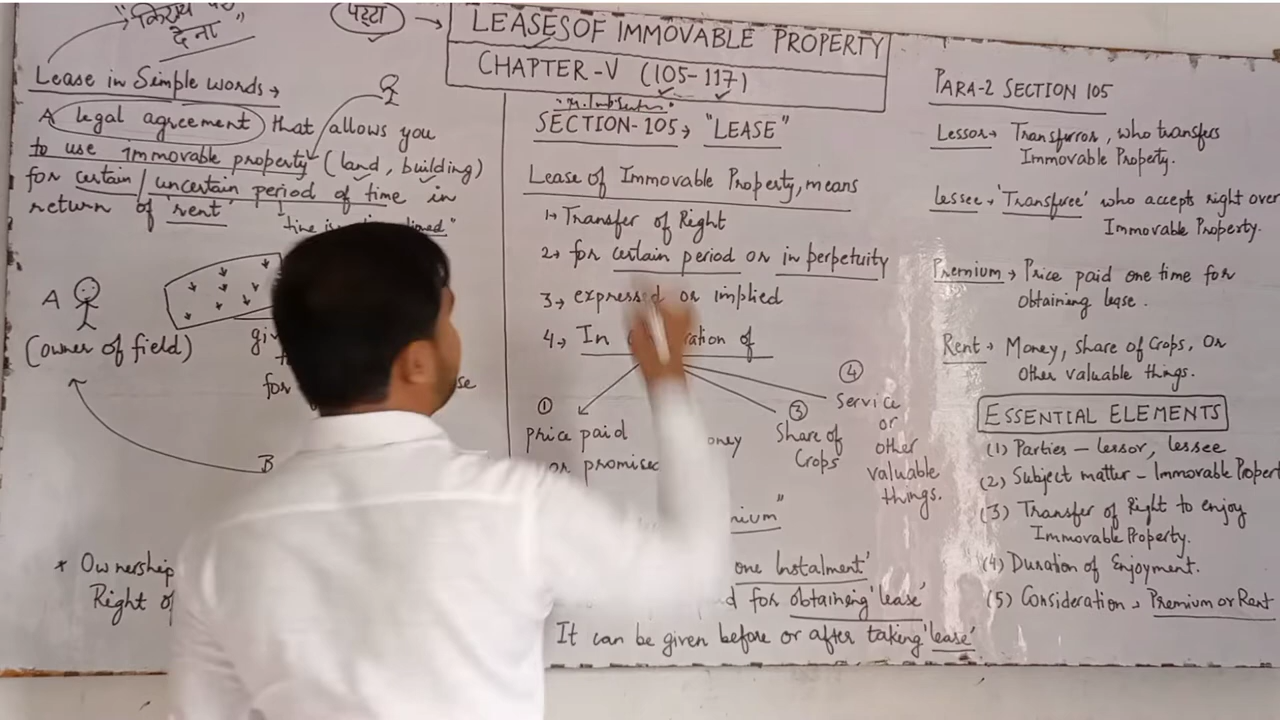 "किराये पर
देना"
पट्टा →
LEASES OF IMMOVABLE PROPERTY
CHAPTER-V (105-117)
Lease in Simple words →
A legal agreement that allows you
to use immovable property (land, building)
for certain/uncertain period of time in
return of 'rent'
"time is
A
(owner of field)
for
B
* Ownership
Right of
SECTION-105 → "LEASE"
Lease of Immovable Property, means
1→ Transfer of Right
2→ for certain period or in perpetuity
3→ expressed or implied
4→ In of
① price paid
or promised
③ Share of
Crops
④ Service
or
other
valuable
things.
one Instalment'
for obtaining 'lease'
It can be given before or after taking 'lease'
PARA-2 SECTION 105
Lessor → Transferror, who transfers
Immovable Property.
Lessee → 'Transferee' who accepts right over
Immovable Property.
Premium → Price paid one time for
obtaining lease.
Rent → Money, Share of Crops, or
other valuable things.
ESSENTIAL ELEMENTS
(1) Parties – lessor, lessee
(2) Subject matter – Immovable Propert
(3) Transfer of Right to enjoy
Immovable Property.
(4) Duration of Enjoyment.
(5) Consideration → Premium or Rent